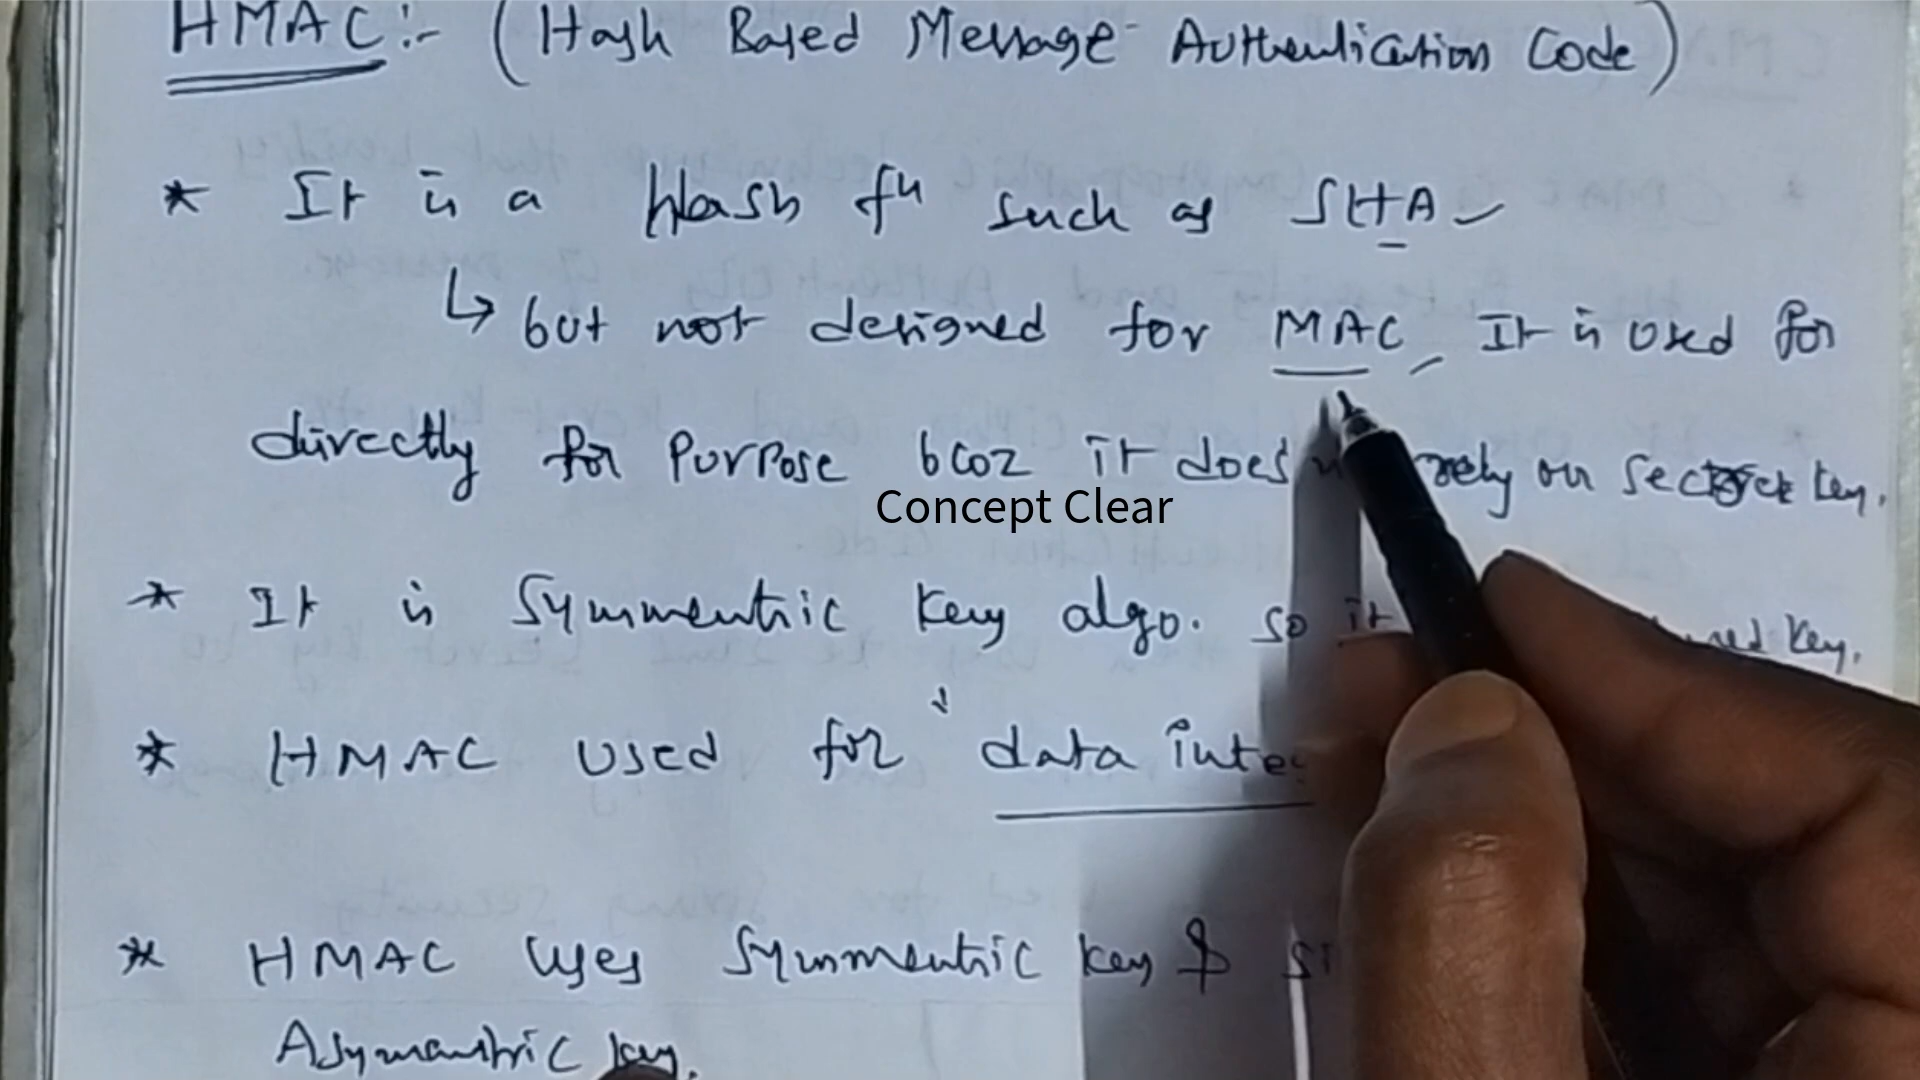 HMAC :- (Hash Based Message Authentication Code)
* It is a Hash fn such as SHA
↳ but not designed for MAC, It is used for
directly for Purpose bcoz it does rely on secret key.
Concept Clear
* It is Symmentric key algo. so it key.
* HMAC used for data
* HMAC uses Symmentric key &
Asymantric key.